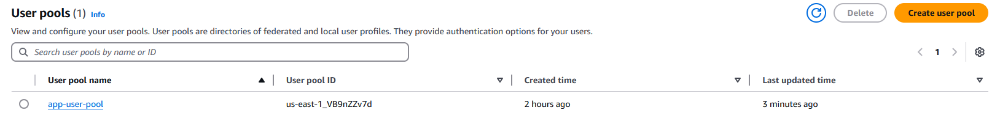 User pools (1) Info
Delete
Create user pool
View and configure your user pools. User pools are directories of federated and local user profiles. They provide authentication options for your users.
Search user pools by name or ID
1
User pool name User pool ID Created time Last updated time
app-user-pool us-east-1_VB9nZZv7d 2 hours ago 3 minutes ago